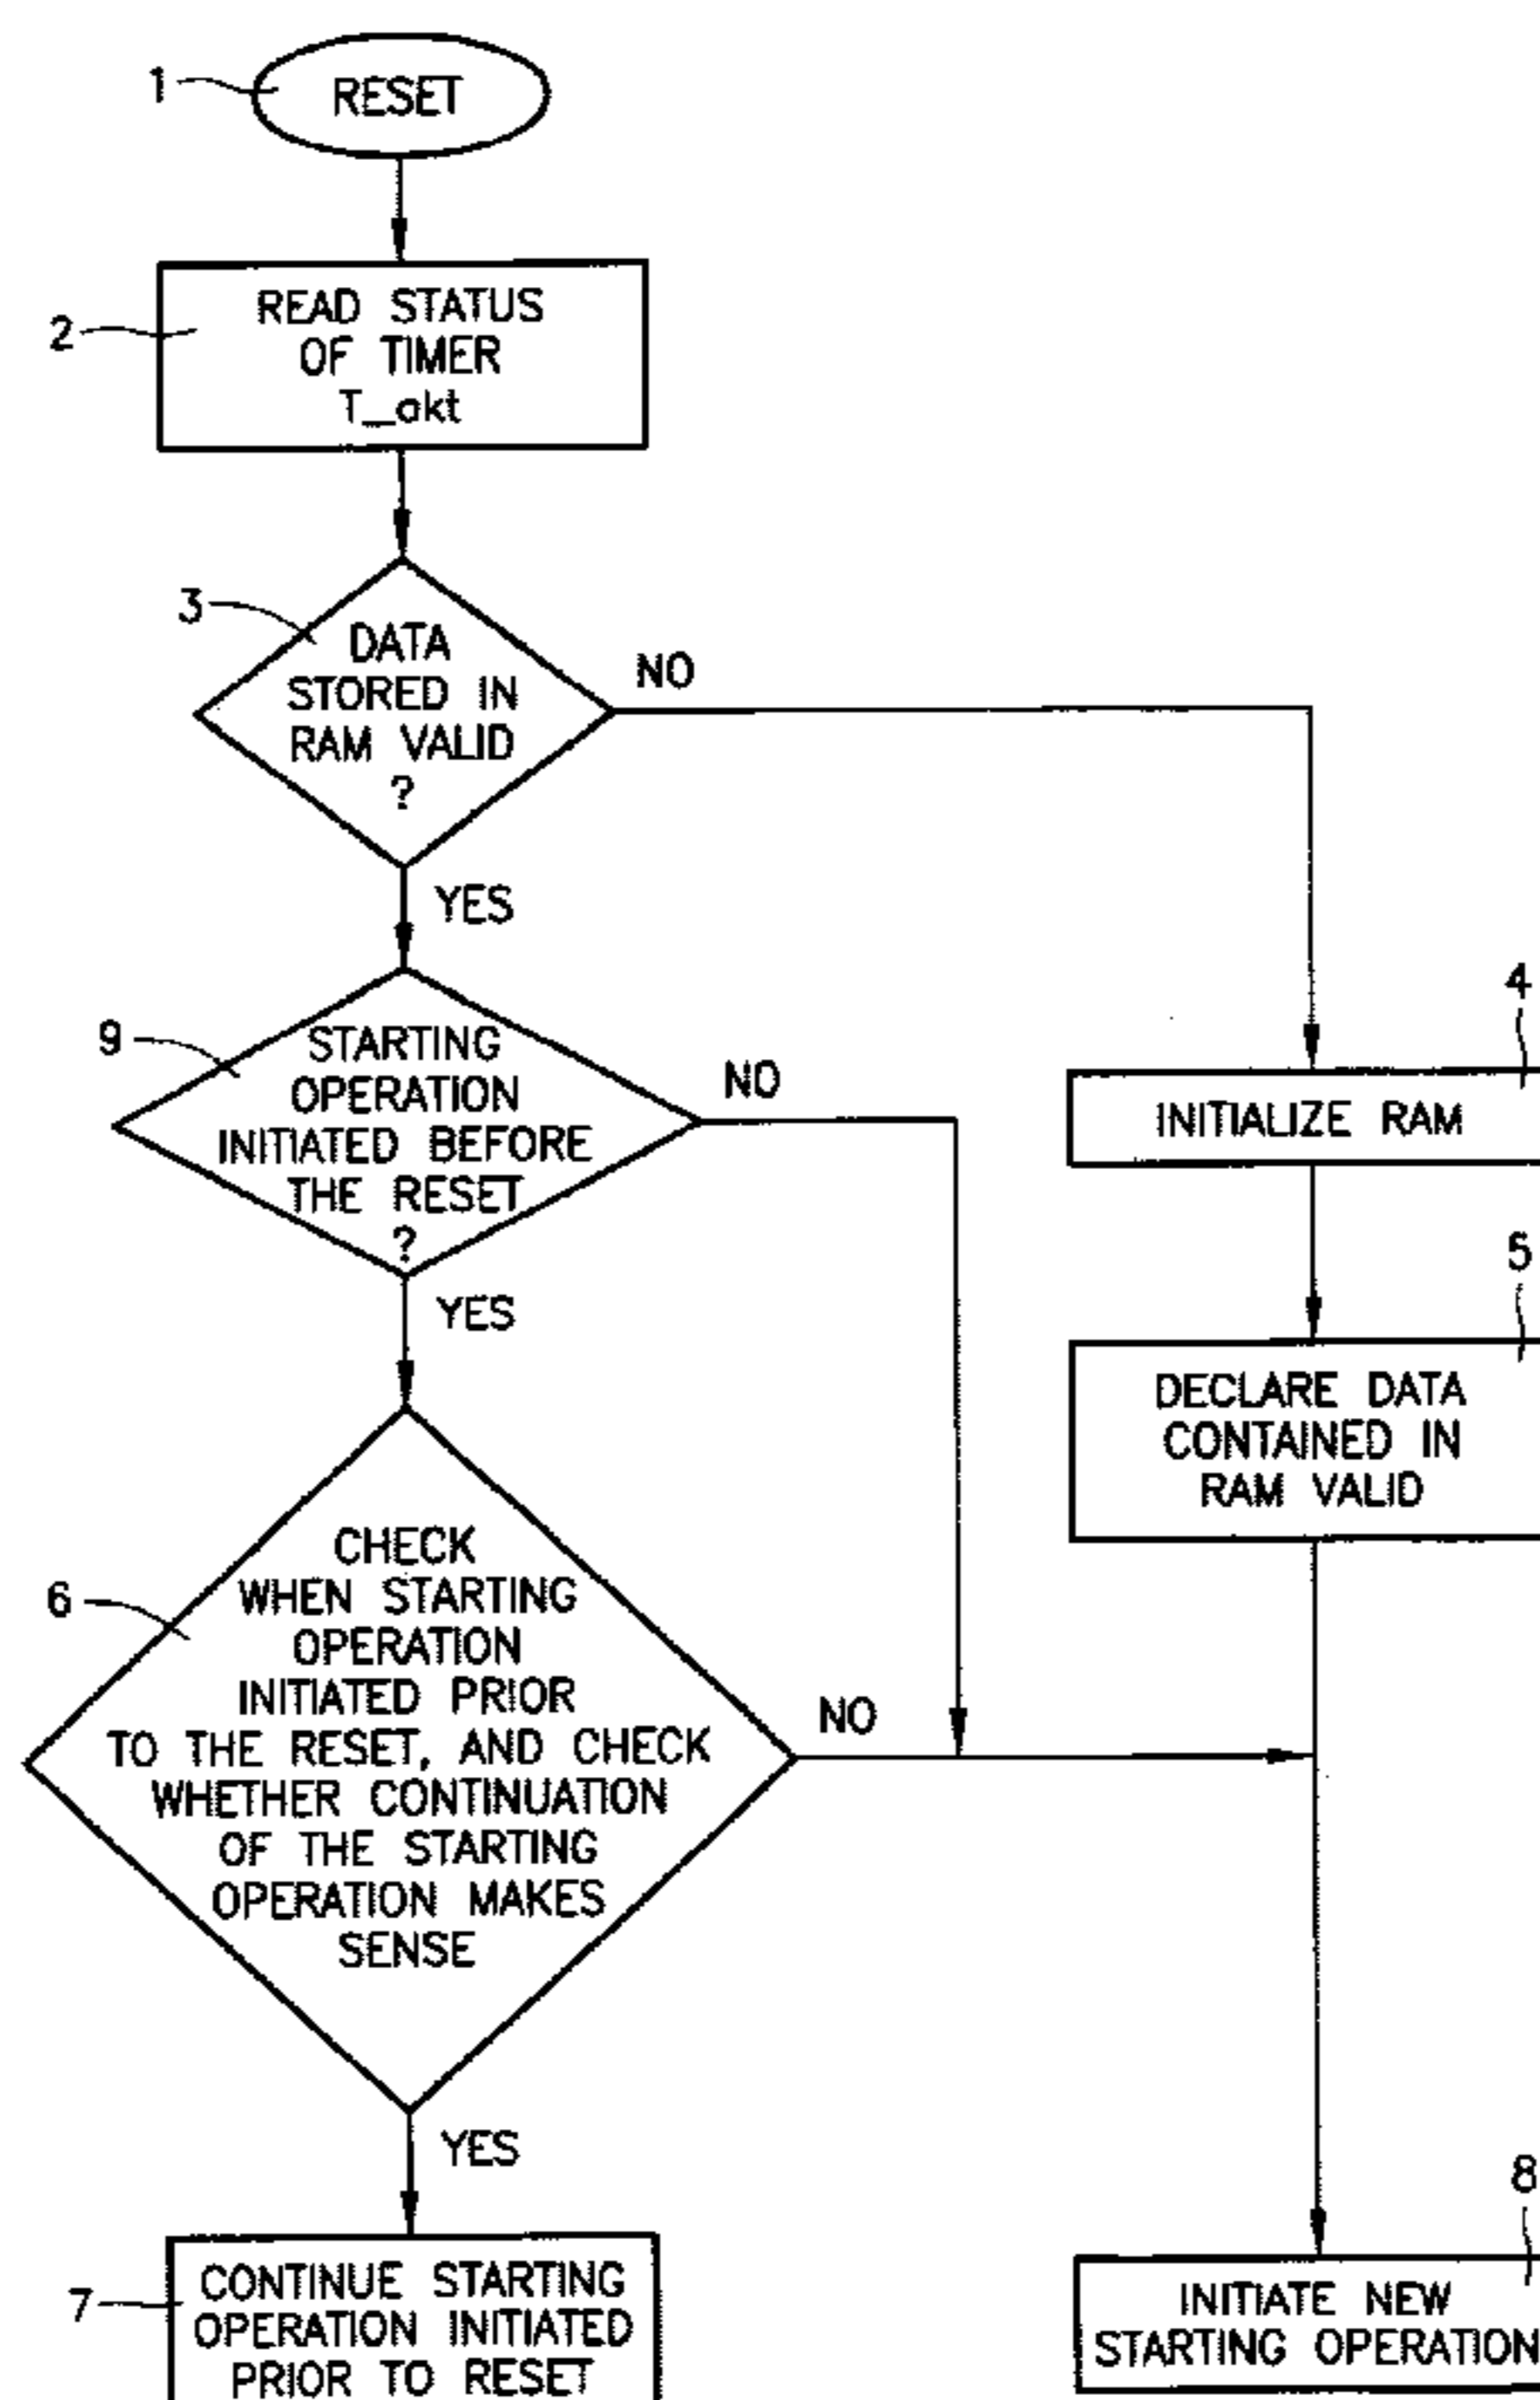 1
RESET
2
READ STATUS
OF TIMER
T_akt
3
DATA
STORED IN
RAM VALID
?
NO
YES
9
STARTING
OPERATION
INITIATED BEFORE
THE RESET
?
NO
YES
4
INITIALIZE RAM
5
DECLARE DATA
CONTAINED IN
RAM VALID
6
CHECK
WHEN STARTING
OPERATION
INITIATED PRIOR
TO THE RESET, AND CHECK
WHETHER CONTINUATION
OF THE STARTING
OPERATION MAKES
SENSE
NO
YES
7
CONTINUE STARTING
OPERATION INITIATED
PRIOR TO RESET
8
INITIATE NEW
STARTING OPERATION